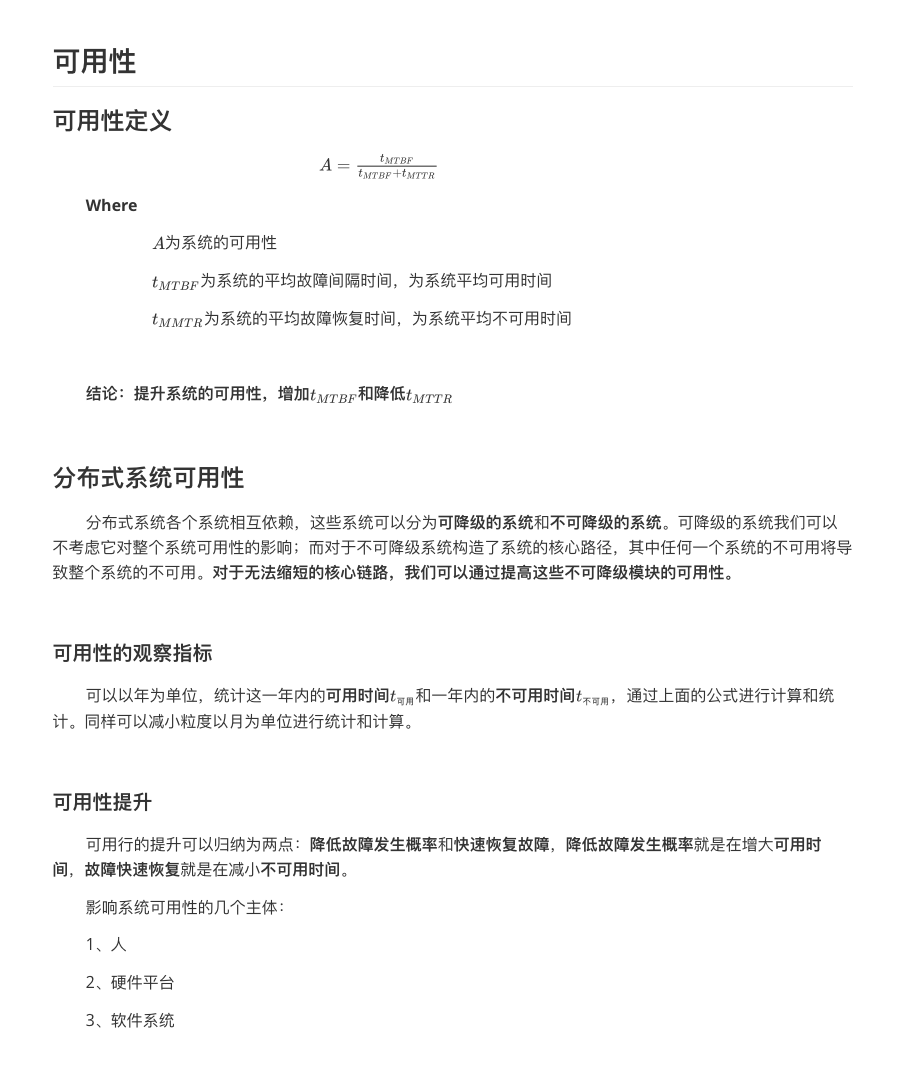 可用性
可用性定义
A = t_MTBF / (t_MTBF + t_MTTR)
Where
A为系统的可用性
t_MTBF为系统的平均故障间隔时间，为系统平均可用时间
t_MMTR为系统的平均故障恢复时间，为系统平均不可用时间
结论：提升系统的可用性，增加t_MTBF和降低t_MTTR
分布式系统可用性
分布式系统各个系统相互依赖，这些系统可以分为可降级的系统和不可降级的系统。可降级的系统我们可以
不考虑它对整个系统可用性的影响；而对于不可降级系统构造了系统的核心路径，其中任何一个系统的不可用将导
致整个系统的不可用。对于无法缩短的核心链路，我们可以通过提高这些不可降级模块的可用性。
可用性的观察指标
可以以年为单位，统计这一年内的可用时间t_可用和一年内的不可用时间t_不可用，通过上面的公式进行计算和统
计。同样可以减小粒度以月为单位进行统计和计算。
可用性提升
可用行的提升可以归纳为两点：降低故障发生概率和快速恢复故障，降低故障发生概率就是在增大可用时
间，故障快速恢复就是在减小不可用时间。
影响系统可用性的几个主体：
1、人
2、硬件平台
3、软件系统